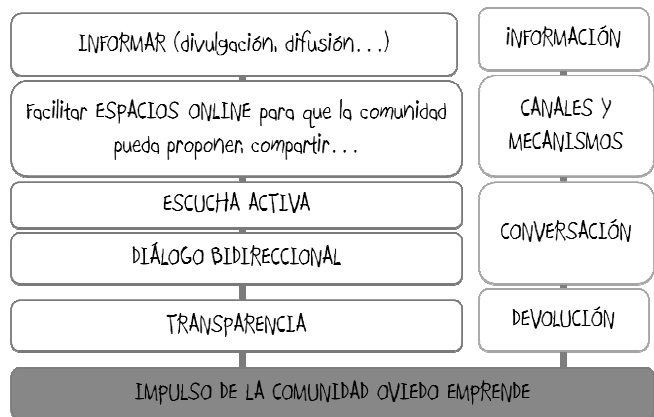 INFORMAR (divulgación, difusión...)
INFORMACIÓN
Facilitar ESPACIOS ONLINE para que la comunidad
pueda proponer, compartir...
CANALES Y
MECANISMOS
ESCUCHA ACTIVA
DIÁLOGO BIDIRECCIONAL
CONVERSACIÓN
TRANSPARENCIA
DEVOLUCIÓN
IMPULSO DE LA COMUNIDAD OVIEDO EMPRENDE